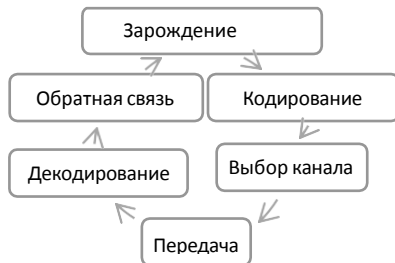 Зарождение
Обратная связь
Кодирование
Декодирование
Выбор канала
Передача